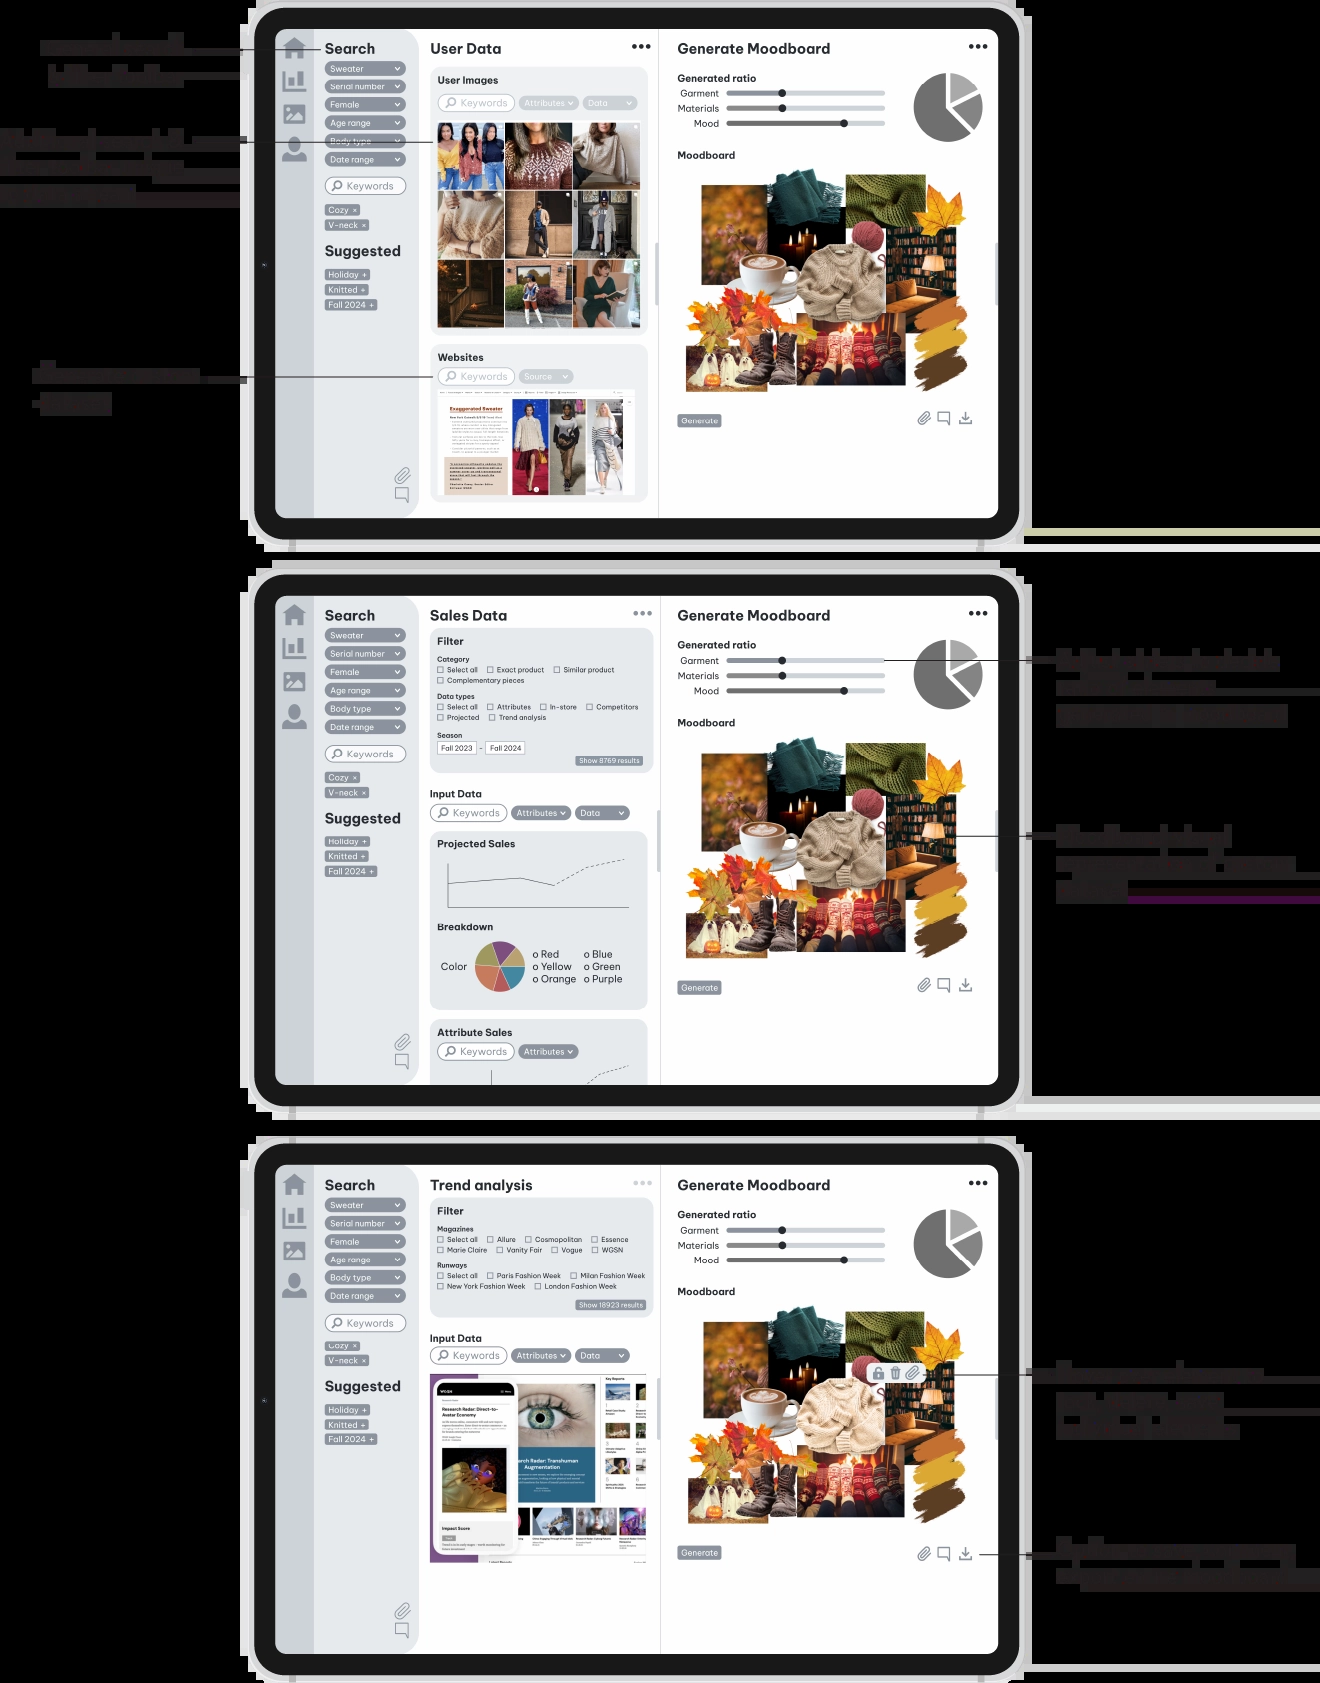 Search
Sweater
Serial number
Female
Age range
Body type
Date range
Keywords
Cozy ×
V-neck ×
Suggested
Holiday +
Knitted +
Fall 2024 +
User Data
User Images
Keywords Attributes Data
Websites
Keywords Source
Exaggerated Sweater
Generate Moodboard
Generated ratio
Garment
Materials
Mood
Moodboard
Generate
Search
Sweater
Serial number
Female
Age range
Body type
Date range
Keywords
Cozy ×
V-neck ×
Suggested
Holiday +
Knitted +
Fall 2024 +
Sales Data
Filter
Category
Select all Exact product Similar product
Complementary pieces
Data types
Select all Attributes In-store Competitors
Projected Trend analysis
Season
Fall 2023 - Fall 2024
Show 8769 results
Input Data
Keywords Attributes Data
Projected Sales
Breakdown
Color
o Red o Blue
o Yellow o Green
o Orange o Purple
Attribute Sales
Keywords Attributes
Generate Moodboard
Generated ratio
Garment
Materials
Mood
Moodboard
Generate
Search
Sweater
Serial number
Female
Age range
Body type
Date range
Keywords
Cozy ×
V-neck ×
Suggested
Holiday +
Knitted +
Fall 2024 +
Trend analysis
Filter
Magazines
Select all Allure Cosmopolitan Essence
Marie Claire Vanity Fair Vogue WGSN
Runways
Select all Paris Fashion Week Milan Fashion Week
New York Fashion Week London Fashion Week
Show 18923 results
Input Data
Keywords Attributes Data
WGSN Menu
Research Radar: Direct-to-
Avatar Economy
Impact Score
Key Reports
arch Radar: Transhuman
Augmentation
Generate Moodboard
Generated ratio
Garment
Materials
Mood
Moodboard
Generate